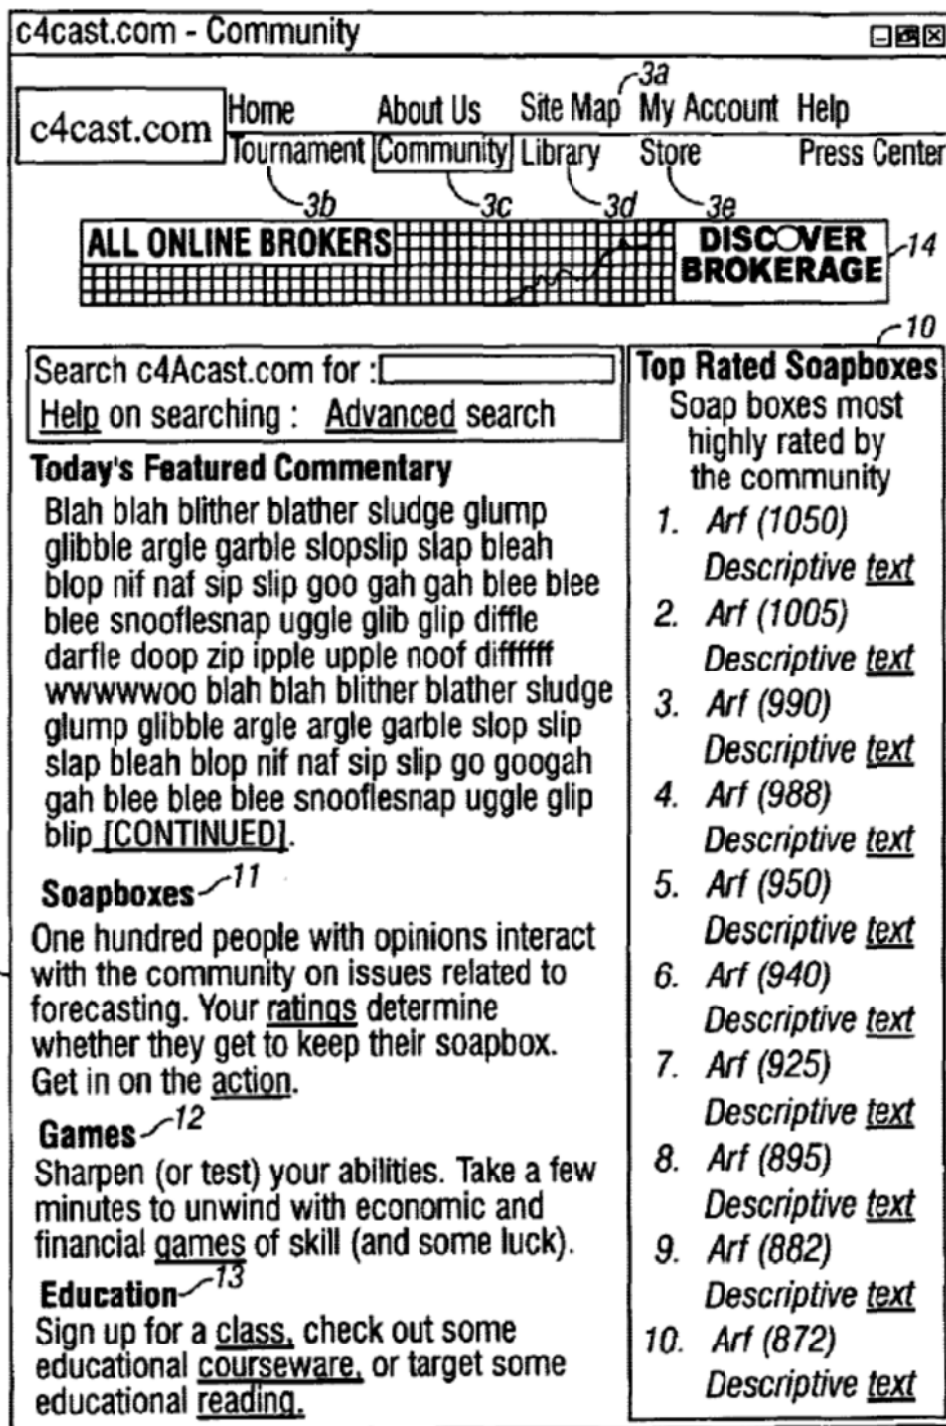 c4cast.com - Community
3a
c4cast.com
Home About Us Site Map My Account Help
Tournament Community Library Store Press Center
3b 3c 3d 3e
ALL ONLINE BROKERS
DISCOVER
BROKERAGE
14
Search c4Acast.com for :
Help on searching : Advanced search
Today's Featured Commentary
Blah blah blither blather sludge glump
glibble argle garble slopslip slap bleah
blop nif naf sip slip goo gah gah blee blee
blee snooflesnap uggle glib glip diffle
darfle doop zip ipple upple noof diffffff
wwwwwoo blah blah blither blather sludge
glump glibble argle argle garble slop slip
slap bleah blop nif naf sip slip go googah
gah blee blee blee snooflesnap uggle glip
blip [CONTINUED].
Soapboxes 11
One hundred people with opinions interact
with the community on issues related to
forecasting. Your ratings determine
whether they get to keep their soapbox.
Get in on the action.
Games 12
Sharpen (or test) your abilities. Take a few
minutes to unwind with economic and
financial games of skill (and some luck).
Education 13
Sign up for a class, check out some
educational courseware, or target some
educational reading.
10
Top Rated Soapboxes
Soap boxes most
highly rated by
the community
1. Arf (1050)
Descriptive text
2. Arf (1005)
Descriptive text
3. Arf (990)
Descriptive text
4. Arf (988)
Descriptive text
5. Arf (950)
Descriptive text
6. Arf (940)
Descriptive text
7. Arf (925)
Descriptive text
8. Arf (895)
Descriptive text
9. Arf (882)
Descriptive text
10. Arf (872)
Descriptive text